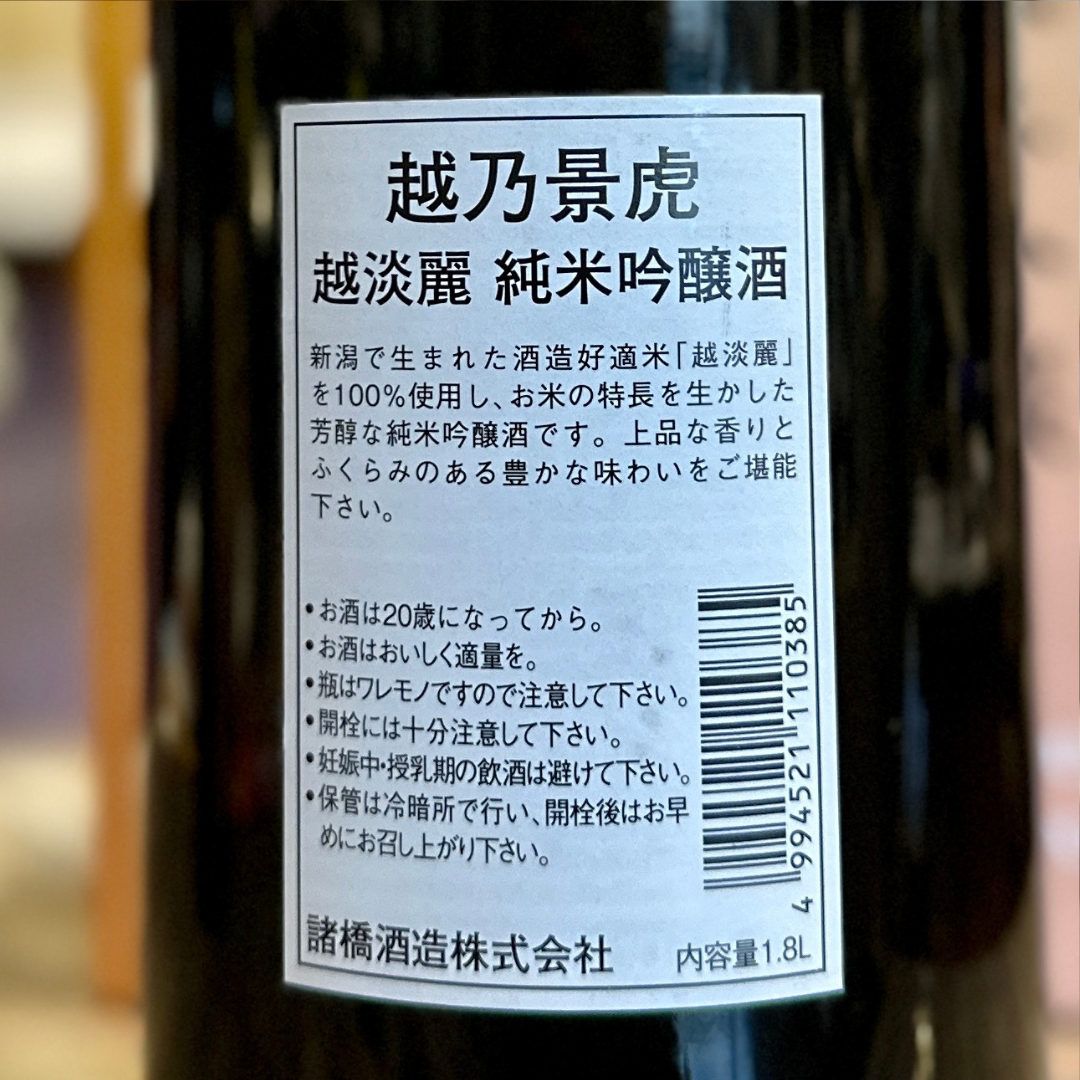 越乃景虎
越淡麗 純米吟醸酒
新潟で生まれた酒造好適米「越淡麗」
を100%使用し、お米の特長を生かした
芳醇な純米吟醸酒です。上品な香りと
ふくらみのある豊かな味わいをご堪能
下さい。
•お酒は20歳になってから。
•お酒はおいしく適量を。
•瓶はワレモノですので注意して下さい。
•開栓には十分注意して下さい。
•妊娠中・授乳期の飲酒は避けて下さい。
•保管は冷暗所で行い、開栓後はお早
めにお召し上がり下さい。
4 994521 110385
諸橋酒造株式会社 内容量1.8L